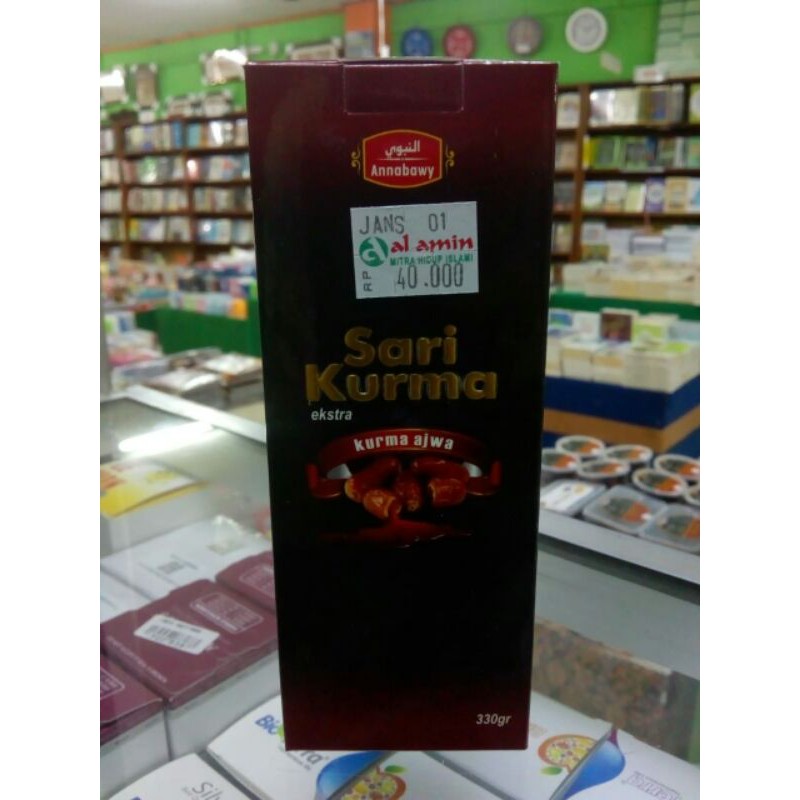 النبوي
Annabawy
JANS 01
al amin
MITRA HIDUP ISLAMI
RP 40.000
Sari
Kurma
ekstra
kurma ajwa
330gr